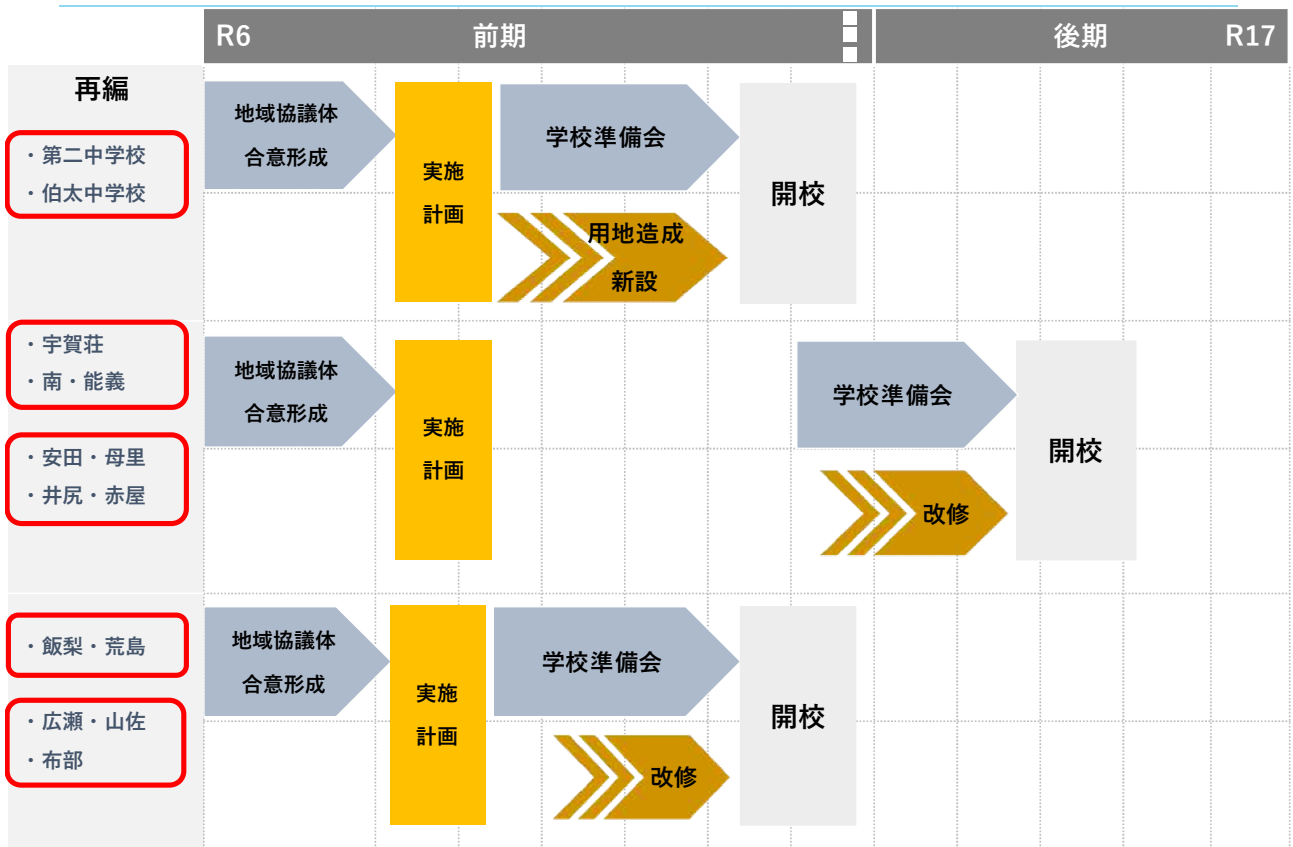 R6 前期 後期 R17
再編
・第二中学校
・伯太中学校
地域協議体
合意形成
実施
計画
学校準備会
用地造成
新設
開校
・宇賀荘
・南・能義
・安田・母里
・井尻・赤屋
地域協議体
合意形成
実施
計画
学校準備会
改修
開校
・飯梨・荒島
・広瀬・山佐
・布部
地域協議体
合意形成
実施
計画
学校準備会
改修
開校